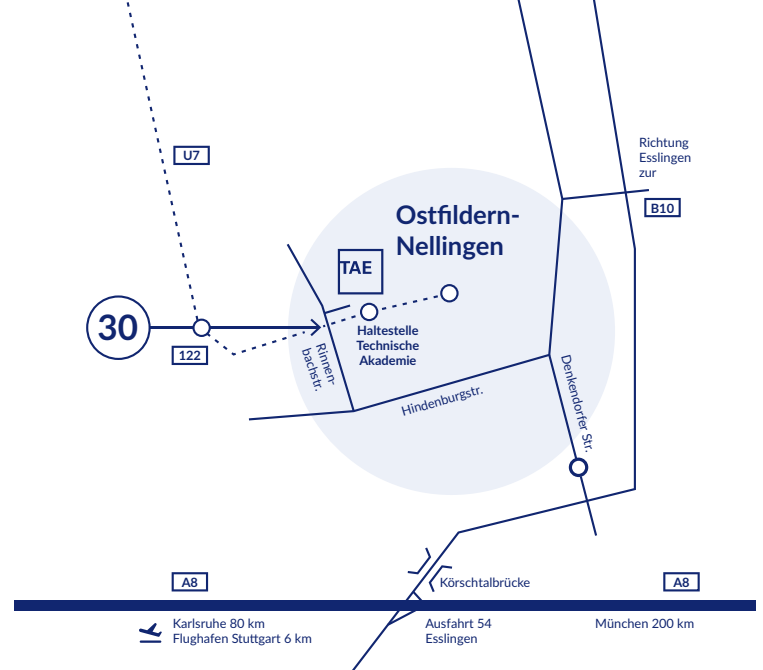 Richtung
Esslingen
zur
B10
U7
Ostfildern-
Nellingen
TAE
30
122
Haltestelle
Technische
Akademie
Rinnen-
bachstr.
Hindenburgstr.
Denkendorfer Str.
A8
Körschtalbrücke
A8
Karlsruhe 80 km
Flughafen Stuttgart 6 km
Ausfahrt 54
Esslingen
München 200 km